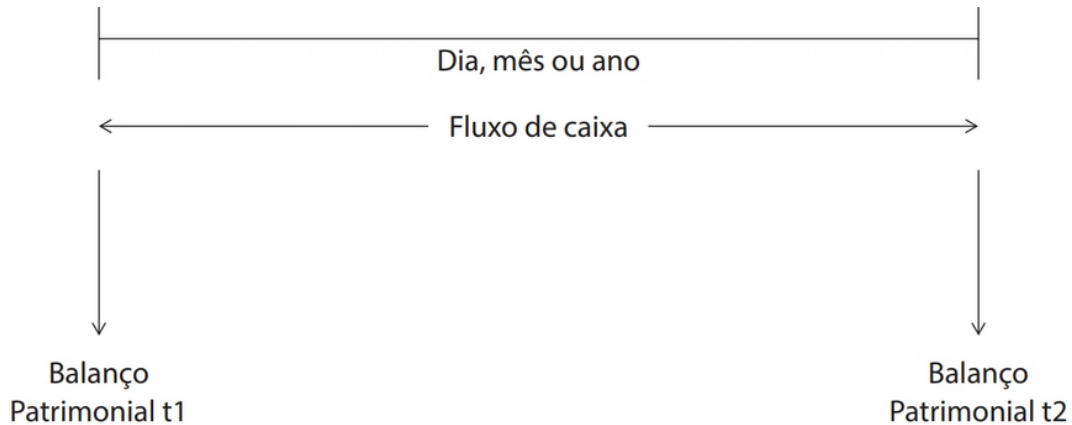 Dia, mês ou ano
Fluxo de caixa
Balanço
Patrimonial t1
Balanço
Patrimonial t2